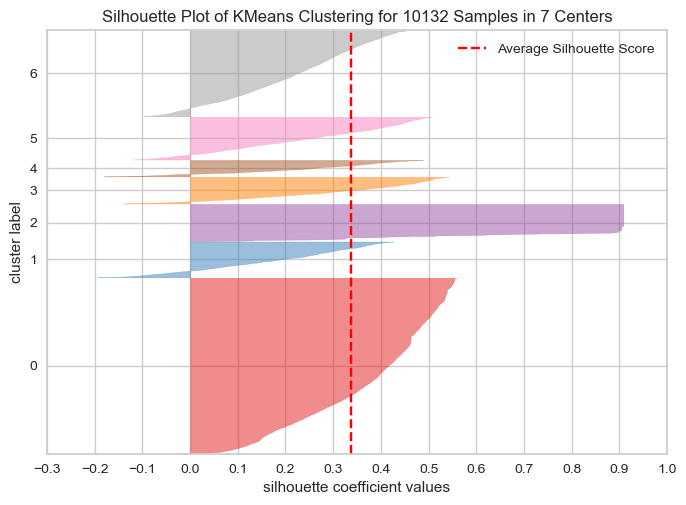 Silhouette Plot of KMeans Clustering for 10132 Samples in 7 Centers
Average Silhouette Score
6
5
4
3
2
1
0
cluster label
−0.3 −0.2 −0.1 0.0 0.1 0.2 0.3 0.4 0.5 0.6 0.7 0.8 0.9 1.0
silhouette coefficient values